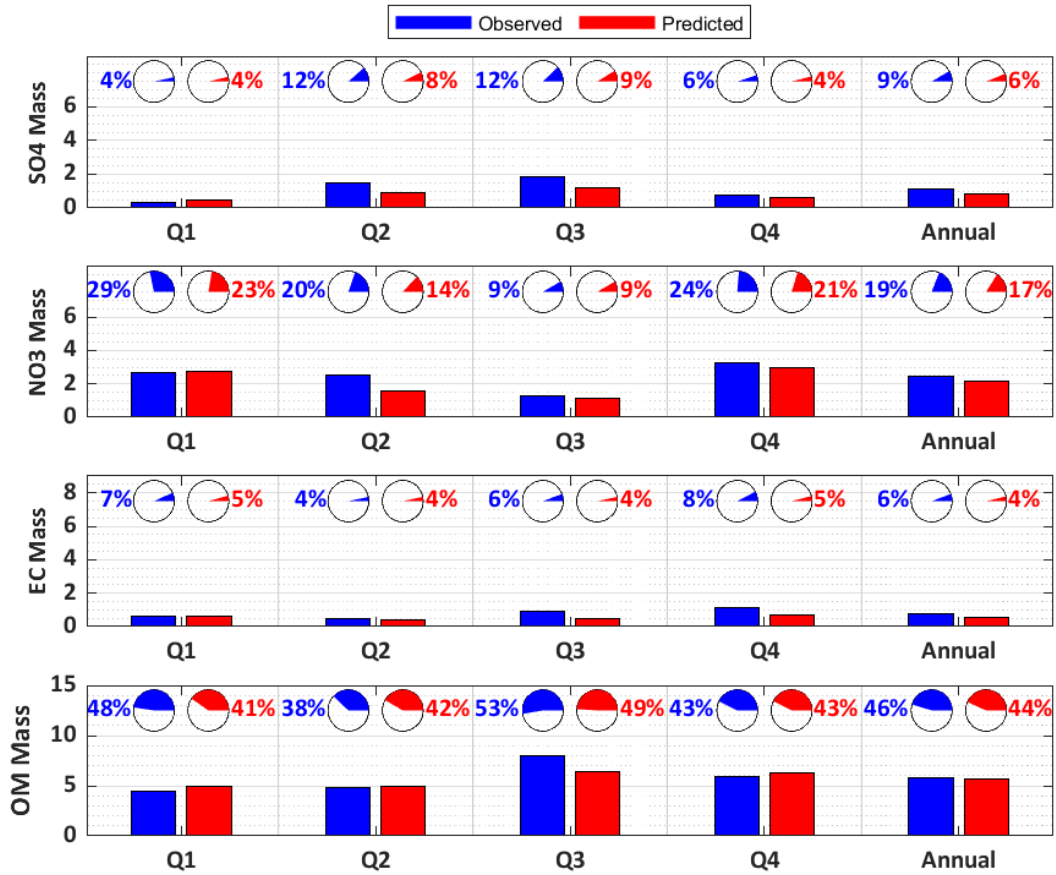 Observed Predicted
SO4 Mass
4% 4% 12% 8% 12% 9% 6% 4% 9% 6%
6
4
2
0
Q1 Q2 Q3 Q4 Annual
NO3 Mass
29% 23% 20% 14% 9% 9% 24% 21% 19% 17%
6
4
2
0
Q1 Q2 Q3 Q4 Annual
EC Mass
8
7% 5% 4% 4% 6% 4% 8% 5% 6% 4%
6
4
2
0
Q1 Q2 Q3 Q4 Annual
OM Mass
15
48% 41% 38% 42% 53% 49% 43% 43% 46% 44%
10
5
0
Q1 Q2 Q3 Q4 Annual